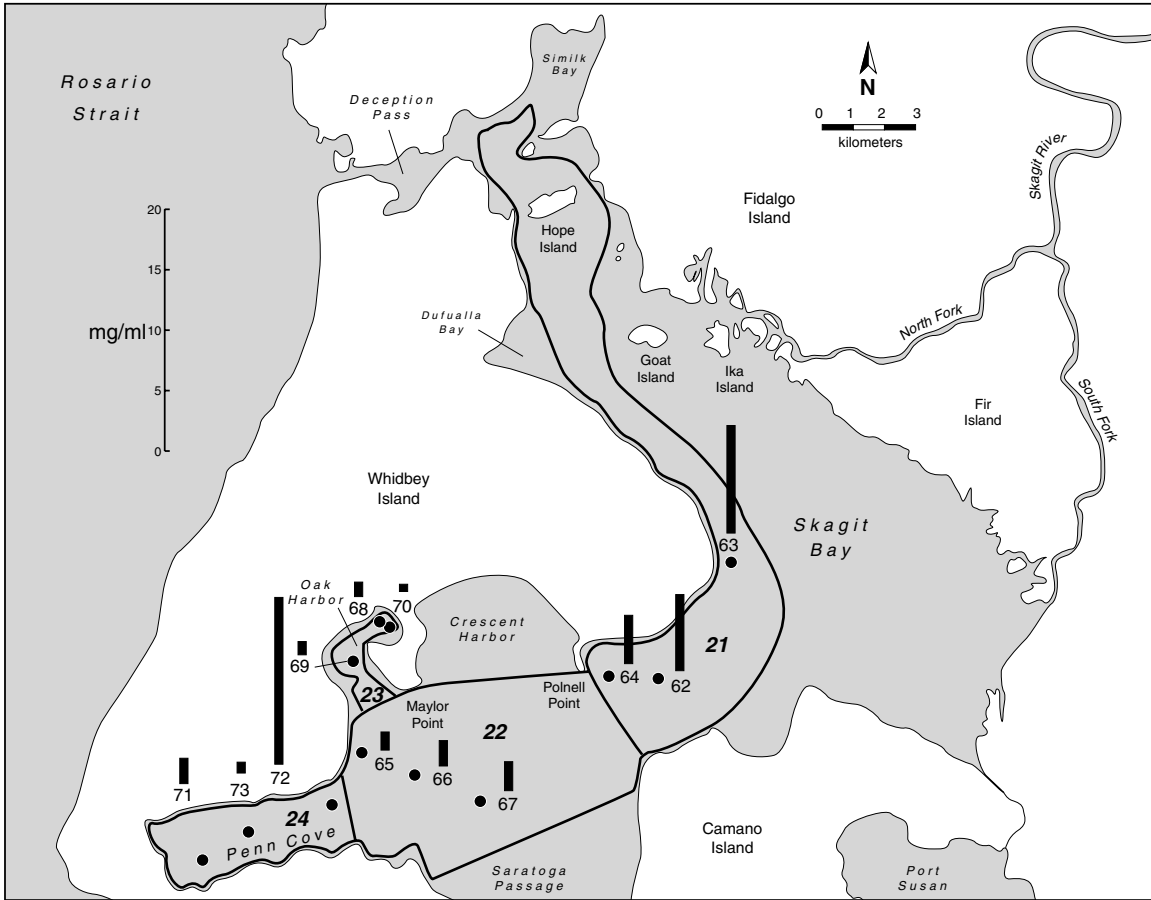 Rosario
Strait
Similk
Bay
Deception
Pass
N
0 1 2 3
kilometers
Skagit River
Fidalgo
Island
20
15
mg/ml
10
5
0
Hope
Island
Dufualla
Bay
North Fork
Goat
Island
Ika
Island
South Fork
Fir
Island
Whidbey
Island
Skagit
Bay
63
Oak
Harbor
68
70
Crescent
Harbor
69
21
64
62
23
Polnell
Point
Maylor
Point
22
65
66
67
71
73
72
24
Penn Cove
Camano
Island
Saratoga
Passage
Port
Susan